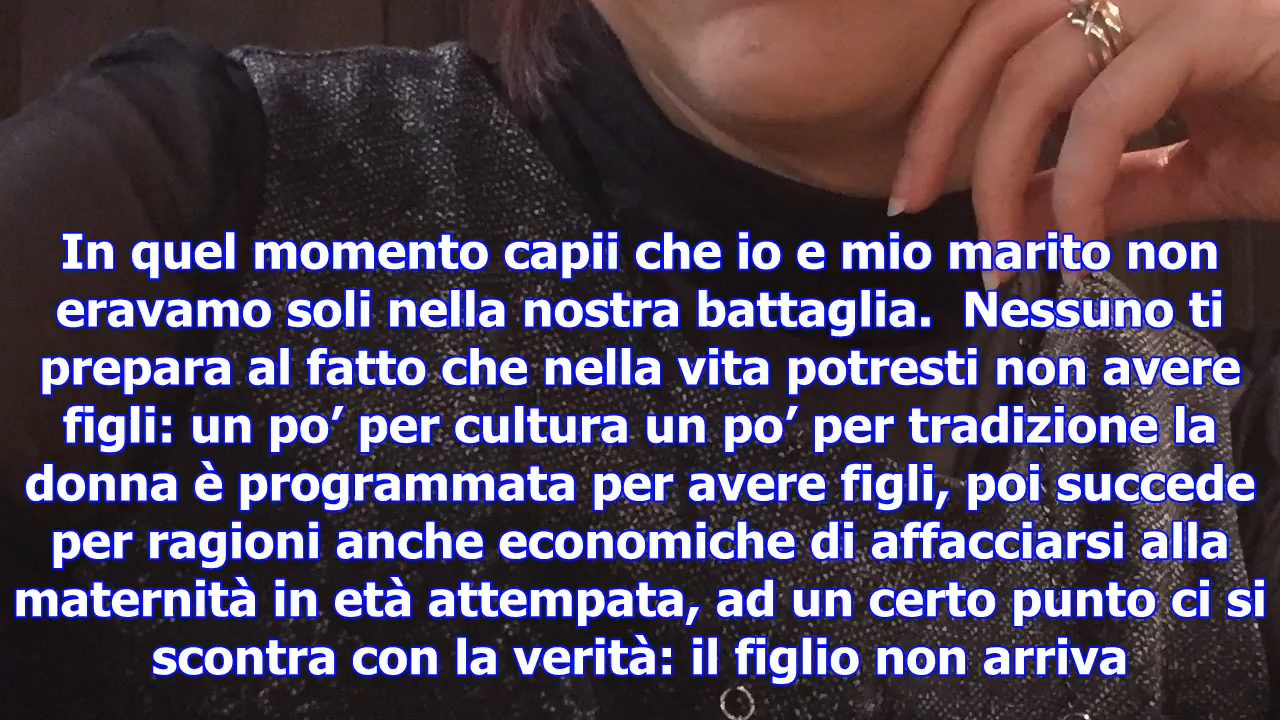 In quel momento capii che io e mio marito non
eravamo soli nella nostra battaglia.  Nessuno ti
prepara al fatto che nella vita potresti non avere
figli: un po’ per cultura un po’ per tradizione la
donna è programmata per avere figli, poi succede
per ragioni anche economiche di affacciarsi alla
maternità in età attempata, ad un certo punto ci si
scontra con la verità: il figlio non arriva